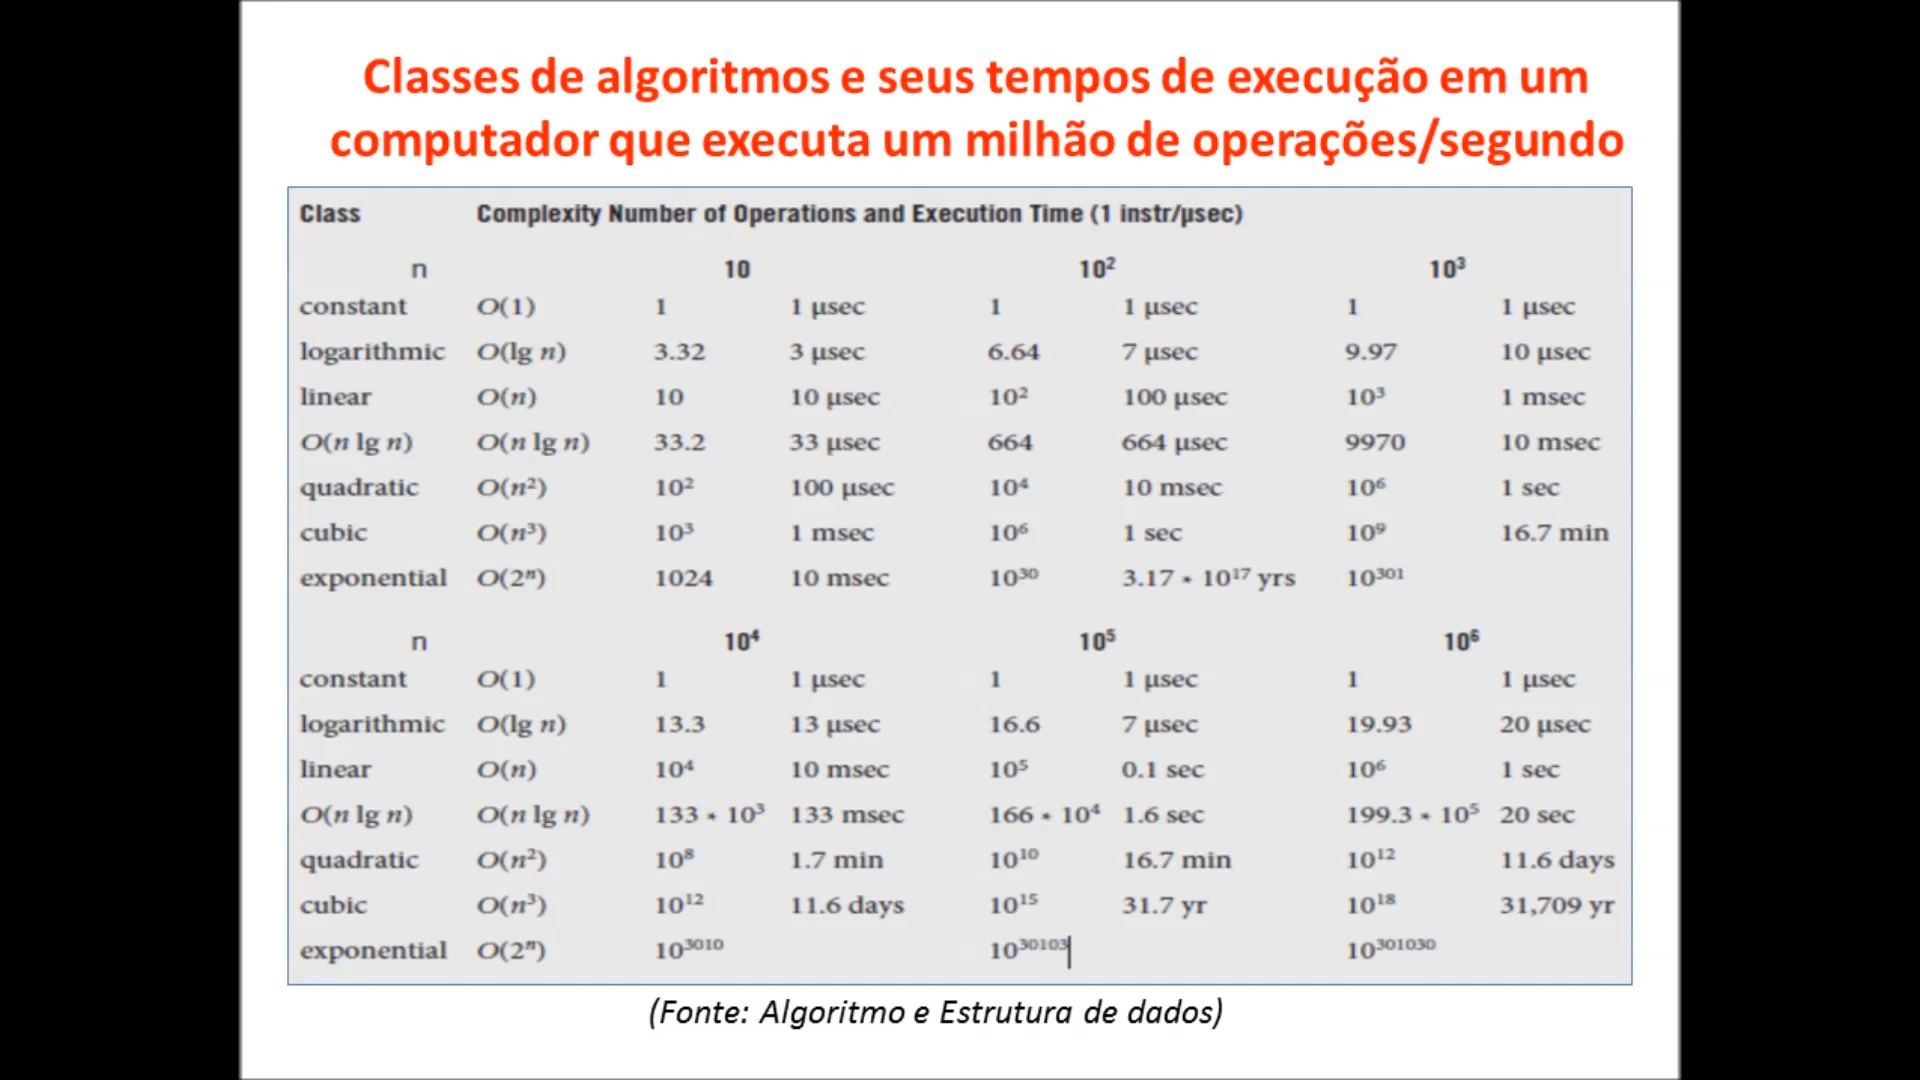 Classes de algoritmos e seus tempos de execução em um
computador que executa um milhão de operações/segundo
Class Complexity Number of Operations and Execution Time (1 instr/µsec)
n 10 10² 10³
constant O(1) 1 1 µsec 1 1 µsec 1 1 µsec
logarithmic O(lg n) 3.32 3 µsec 6.64 7 µsec 9.97 10 µsec
linear O(n) 10 10 µsec 10² 100 µsec 10³ 1 msec
O(n lg n) O(n lg n) 33.2 33 µsec 664 664 µsec 9970 10 msec
quadratic O(n²) 10² 100 µsec 10⁴ 10 msec 10⁶ 1 sec
cubic O(n³) 10³ 1 msec 10⁶ 1 sec 10⁹ 16.7 min
exponential O(2ⁿ) 1024 10 msec 10³⁰ 3.17 * 10¹⁷ yrs 10³⁰¹
n 10⁴ 10⁵ 10⁶
constant O(1) 1 1 µsec 1 1 µsec 1 1 µsec
logarithmic O(lg n) 13.3 13 µsec 16.6 7 µsec 19.93 20 µsec
linear O(n) 10⁴ 10 msec 10⁵ 0.1 sec 10⁶ 1 sec
O(n lg n) O(n lg n) 133 * 10³ 133 msec 166 * 10⁴ 1.6 sec 199.3 * 10⁵ 20 sec
quadratic O(n²) 10⁸ 1.7 min 10¹⁰ 16.7 min 10¹² 11.6 days
cubic O(n³) 10¹² 11.6 days 10¹⁵ 31.7 yr 10¹⁸ 31,709 yr
exponential O(2ⁿ) 10³⁰¹⁰ 10³⁰¹⁰³ 10³⁰¹⁰³⁰
(Fonte: Algoritmo e Estrutura de dados)